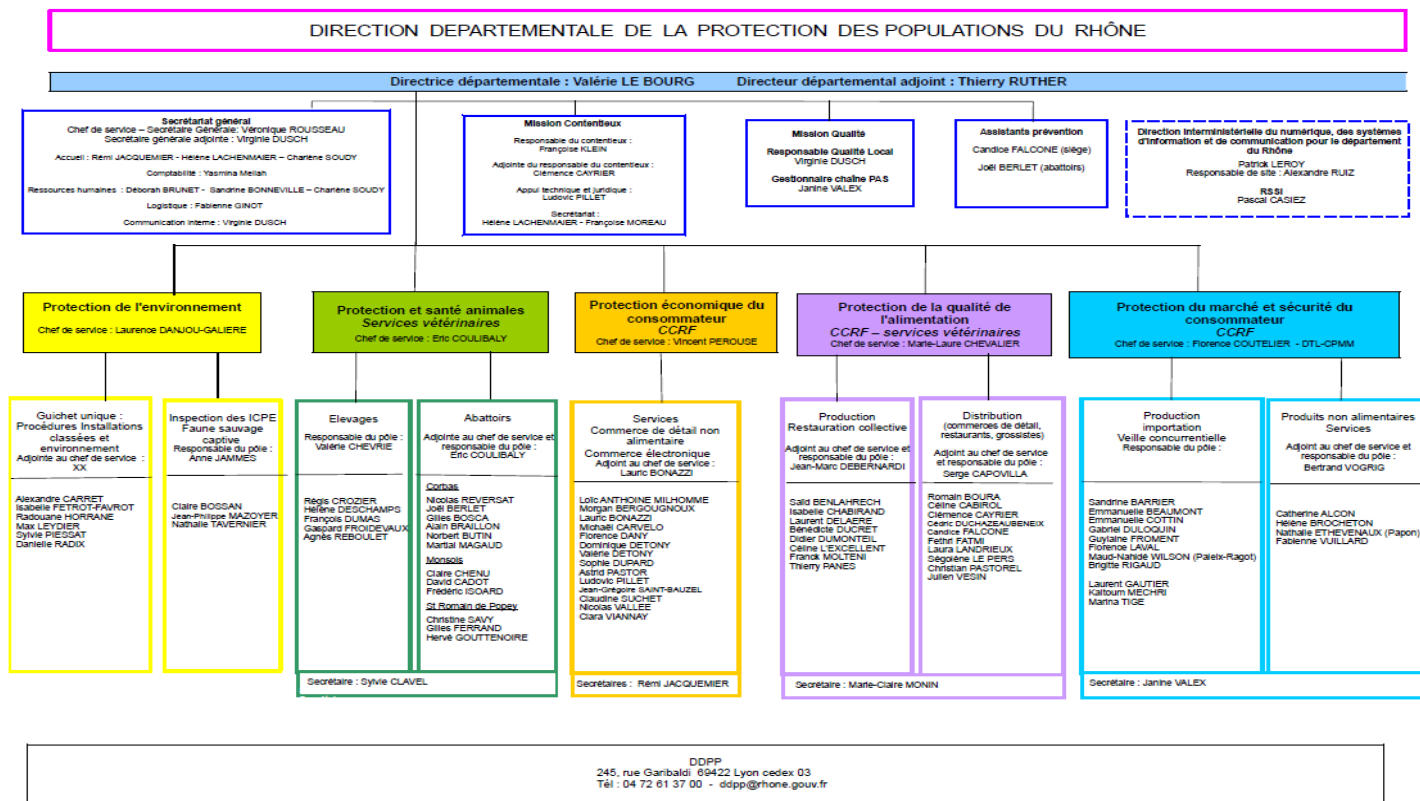 DIRECTION DEPARTEMENTALE DE LA PROTECTION DES POPULATIONS DU RHÔNE
Directrice départementale : Valérie LE BOURG Directeur départemental adjoint : Thierry RUTHER
Secrétariat général
Chef de service – Secrétaire Générale: Véronique ROUSSEAU
Secrétaire générale adjointe : Virginie DUSCH
Accueil : Rémi JACQUEMIER - Hélène LACHENMAIER – Charlène SOUDY
Comptabilité : Yasmina Mellah
Ressources humaines : Déborah BRUNET - Sandrine BONNEVILLE – Charlène SOUDY
Logistique : Fabienne GINOT
Communication interne : Virginie DUSCH
Mission Contentieux
Responsable du contentieux :
Françoise KLEIN
Adjointe du responsable du contentieux :
Clémence CAYRIER
Appui technique et juridique :
Ludovic PILLET
Secrétariat :
Hélène LACHENMAIER - Françoise MOREAU
Mission Qualité
Responsable Qualité Local
Virginie DUSCH
Gestionnaire chaîne PAS
Janine VALEX
Assistants prévention
Candice FALCONE (siège)
Joël BERLET (abattoirs)
Direction interministérielle du numérique, des systèmes
d'information et de communication pour le département
du Rhône
Patrick LEROY
Responsable de site : Alexandre RUIZ
RSSI
Pascal CASIEZ
Protection de l'environnement
Chef de service : Laurence DANJOU-GALIERE
Protection et santé animales
Services vétérinaires
Chef de service : Eric COULIBALY
Protection économique du
consommateur
CCRF
Chef de service : Vincent PEROUSE
Protection de la qualité de
l'alimentation
CCRF – services vétérinaires
Chef de service : Marie-Laure CHEVALIER
Protection du marché et sécurité du
consommateur
CCRF
Chef de service : Florence COUTELIER - DTL-CPMM
Guichet unique :
Procédures Installations
classées et
environnement
Adjointe au chef de service :
XX
Alexandre CARRET
Isabelle FETROT-FAVROT
Radouane HORRANE
Max LEYDIER
Sylvie PIESSAT
Danielle RADIX
Inspection des ICPE
Faune sauvage
captive
Responsable du pôle :
Anne JAMMES
Claire BOSSAN
Jean-Philippe MAZOYER
Nathalie TAVERNIER
Elevages
Responsable du pôle :
Valérie CHEVRIE
Régis CROZIER
Hélène DESCHAMPS
François DUMAS
Gaspard FROIDEVAUX
Agnès REBOULET
Abattoirs
Adjointe au chef de service et
responsable du pôle :
Eric COULIBALY
Corbas
Nicolas REVERSAT
Joël BERLET
Gilles BOSCA
Alain BRAILLON
Norbert BUTIN
Martial MAGAUD
Monsols
Claire CHENU
David CADOT
Frédéric ISOARD
St Romain de Popey
Christine SAVY
Gilles FERRAND
Hervé GOUTTENOIRE
Secrétaire : Sylvie CLAVEL
Services
Commerce de détail non
alimentaire
Commerce électronique
Adjoint au chef de service :
Lauric BONAZZI
Loïc ANTHOINE MILHOMME
Morgan BERGOUGNOUX
Lauric BONAZZI
Michaël CARVELO
Florence DANY
Dominique DETONY
Valérie DETONY
Sophie DUPARD
Astrid PASTOR
Ludovic PILLET
Jean-Grégoire SAINT-BAUZEL
Claudine SUCHET
Nicolas VALLEE
Clara VIANNAY
Secrétaires : Rémi JACQUEMIER
Production
Restauration collective
Adjoint au chef de service et
responsable du pôle :
Jean-Marc DEBERNARDI
Saïd BENLAHRECH
Isabelle CHABIRAND
Laurent DELAERE
Bénédicte DUCRET
Didier DUMONTEIL
Céline L'EXCELLENT
Franck MOLTENI
Thierry PANES
Distribution
(commerces de détail,
restaurants, grossistes)
Adjoint au chef de service
et responsable du pôle :
Serge CAPOVILLA
Romain BOURA
Céline CABIROL
Clémence CAYRIER
Cédric DUCHAZEAUBENEIX
Candice FALCONE
Fethri FATMI
Laura LANDRIEUX
Ségolène LE PERS
Christian PASTOREL
Julien VESIN
Secrétaire : Marie-Claire MONIN
Production
importation
Veille concurrentielle
Responsable du pôle :
Sandrine BARRIER
Emmanuelle BEAUMONT
Emmanuelle COTTIN
Gabriel DULOQUIN
Guylaine FROMENT
Florence LAVAL
Maud-Nahidé WILSON (Paleix-Ragot)
Brigitte RIGAUD
Laurent GAUTIER
Kaltoum MECHRI
Marina TIGE
Produits non alimentaires
Services
Adjoint au chef de service et
responsable du pôle :
Bertrand VOGRIG
Catherine ALCON
Hélène BROCHETON
Nathalie ETHEVENAUX (Papon)
Fabienne VUILLARD
Secrétaire : Janine VALEX
DDPP
245, rue Garibaldi 69422 Lyon cedex 03
Tél : 04 72 61 37 00 - ddpp@rhone.gouv.fr